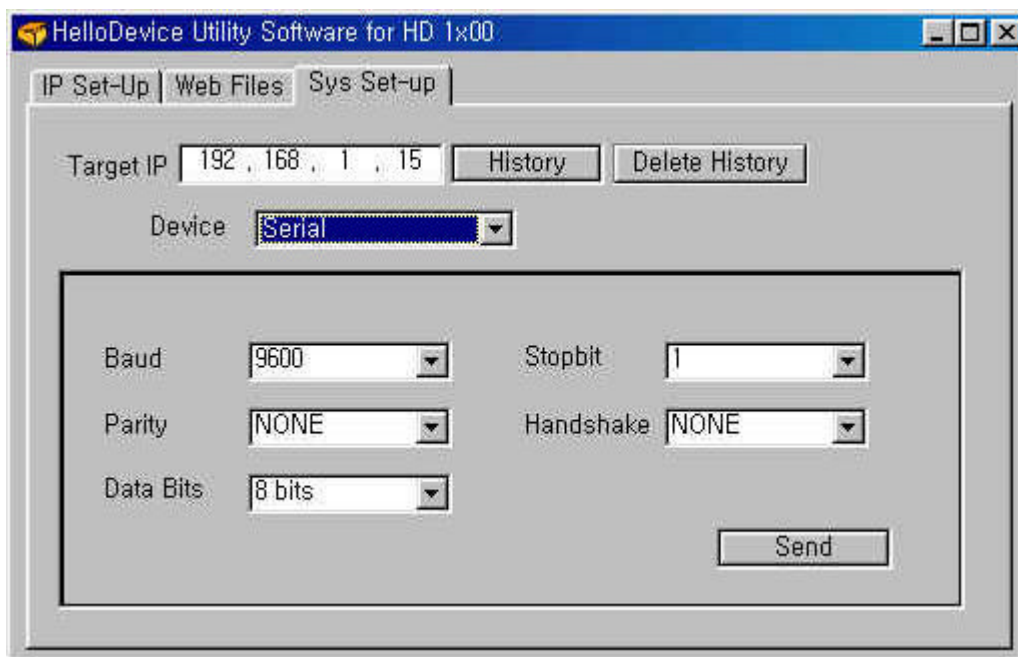 HelloDevice Utility Software for HD 1x00
IP Set-Up Web Files Sys Set-up
Target IP 192 . 168 . 1 . 15 History Delete History
Device Serial
Baud 9600 Stopbit 1
Parity NONE Handshake NONE
Data Bits 8 bits
Send